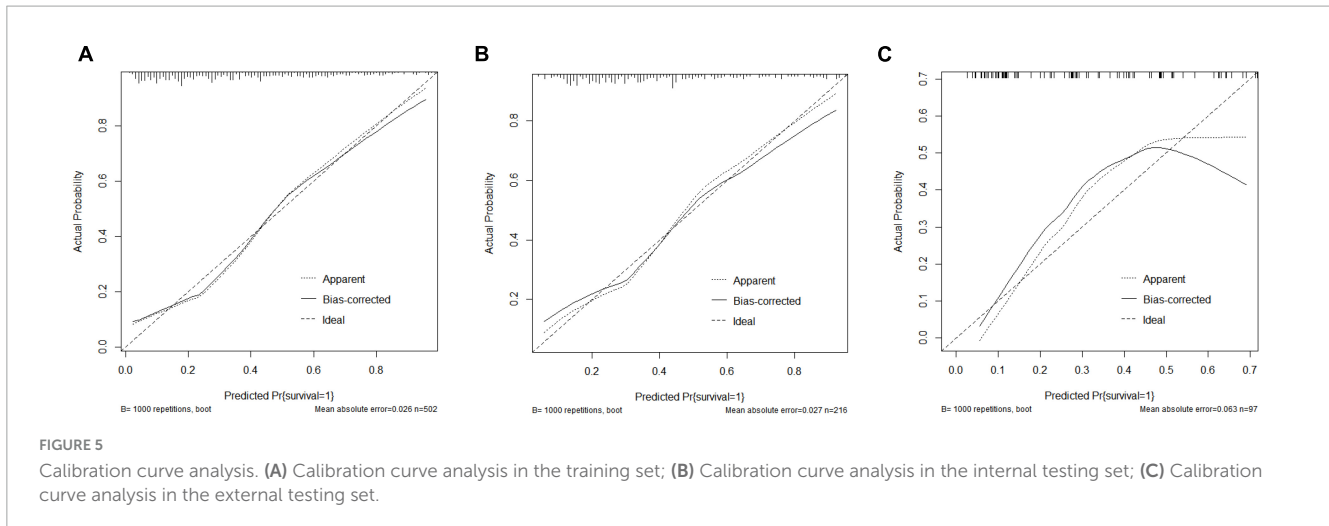 A
Actual Probability
0.8
0.6
0.4
0.2
0.0
0.0 0.2 0.4 0.6 0.8
Apparent
Bias-corrected
Ideal
Predicted Pr{survival=1}
B= 1000 repetitions, boot Mean absolute error=0.026 n=502
B
Actual Probability
0.8
0.6
0.4
0.2
0.2 0.4 0.6 0.8
Apparent
Bias-corrected
Ideal
Predicted Pr{survival=1}
B= 1000 repetitions, boot Mean absolute error=0.027 n=216
C
Actual Probability
0.7
0.6
0.5
0.4
0.3
0.2
0.1
0.0
0.0 0.1 0.2 0.3 0.4 0.5 0.6 0.7
Apparent
Bias-corrected
Ideal
Predicted Pr{survival=1}
B= 1000 repetitions, boot Mean absolute error=0.063 n=97
FIGURE 5
Calibration curve analysis. (A) Calibration curve analysis in the training set; (B) Calibration curve analysis in the internal testing set; (C) Calibration
curve analysis in the external testing set.